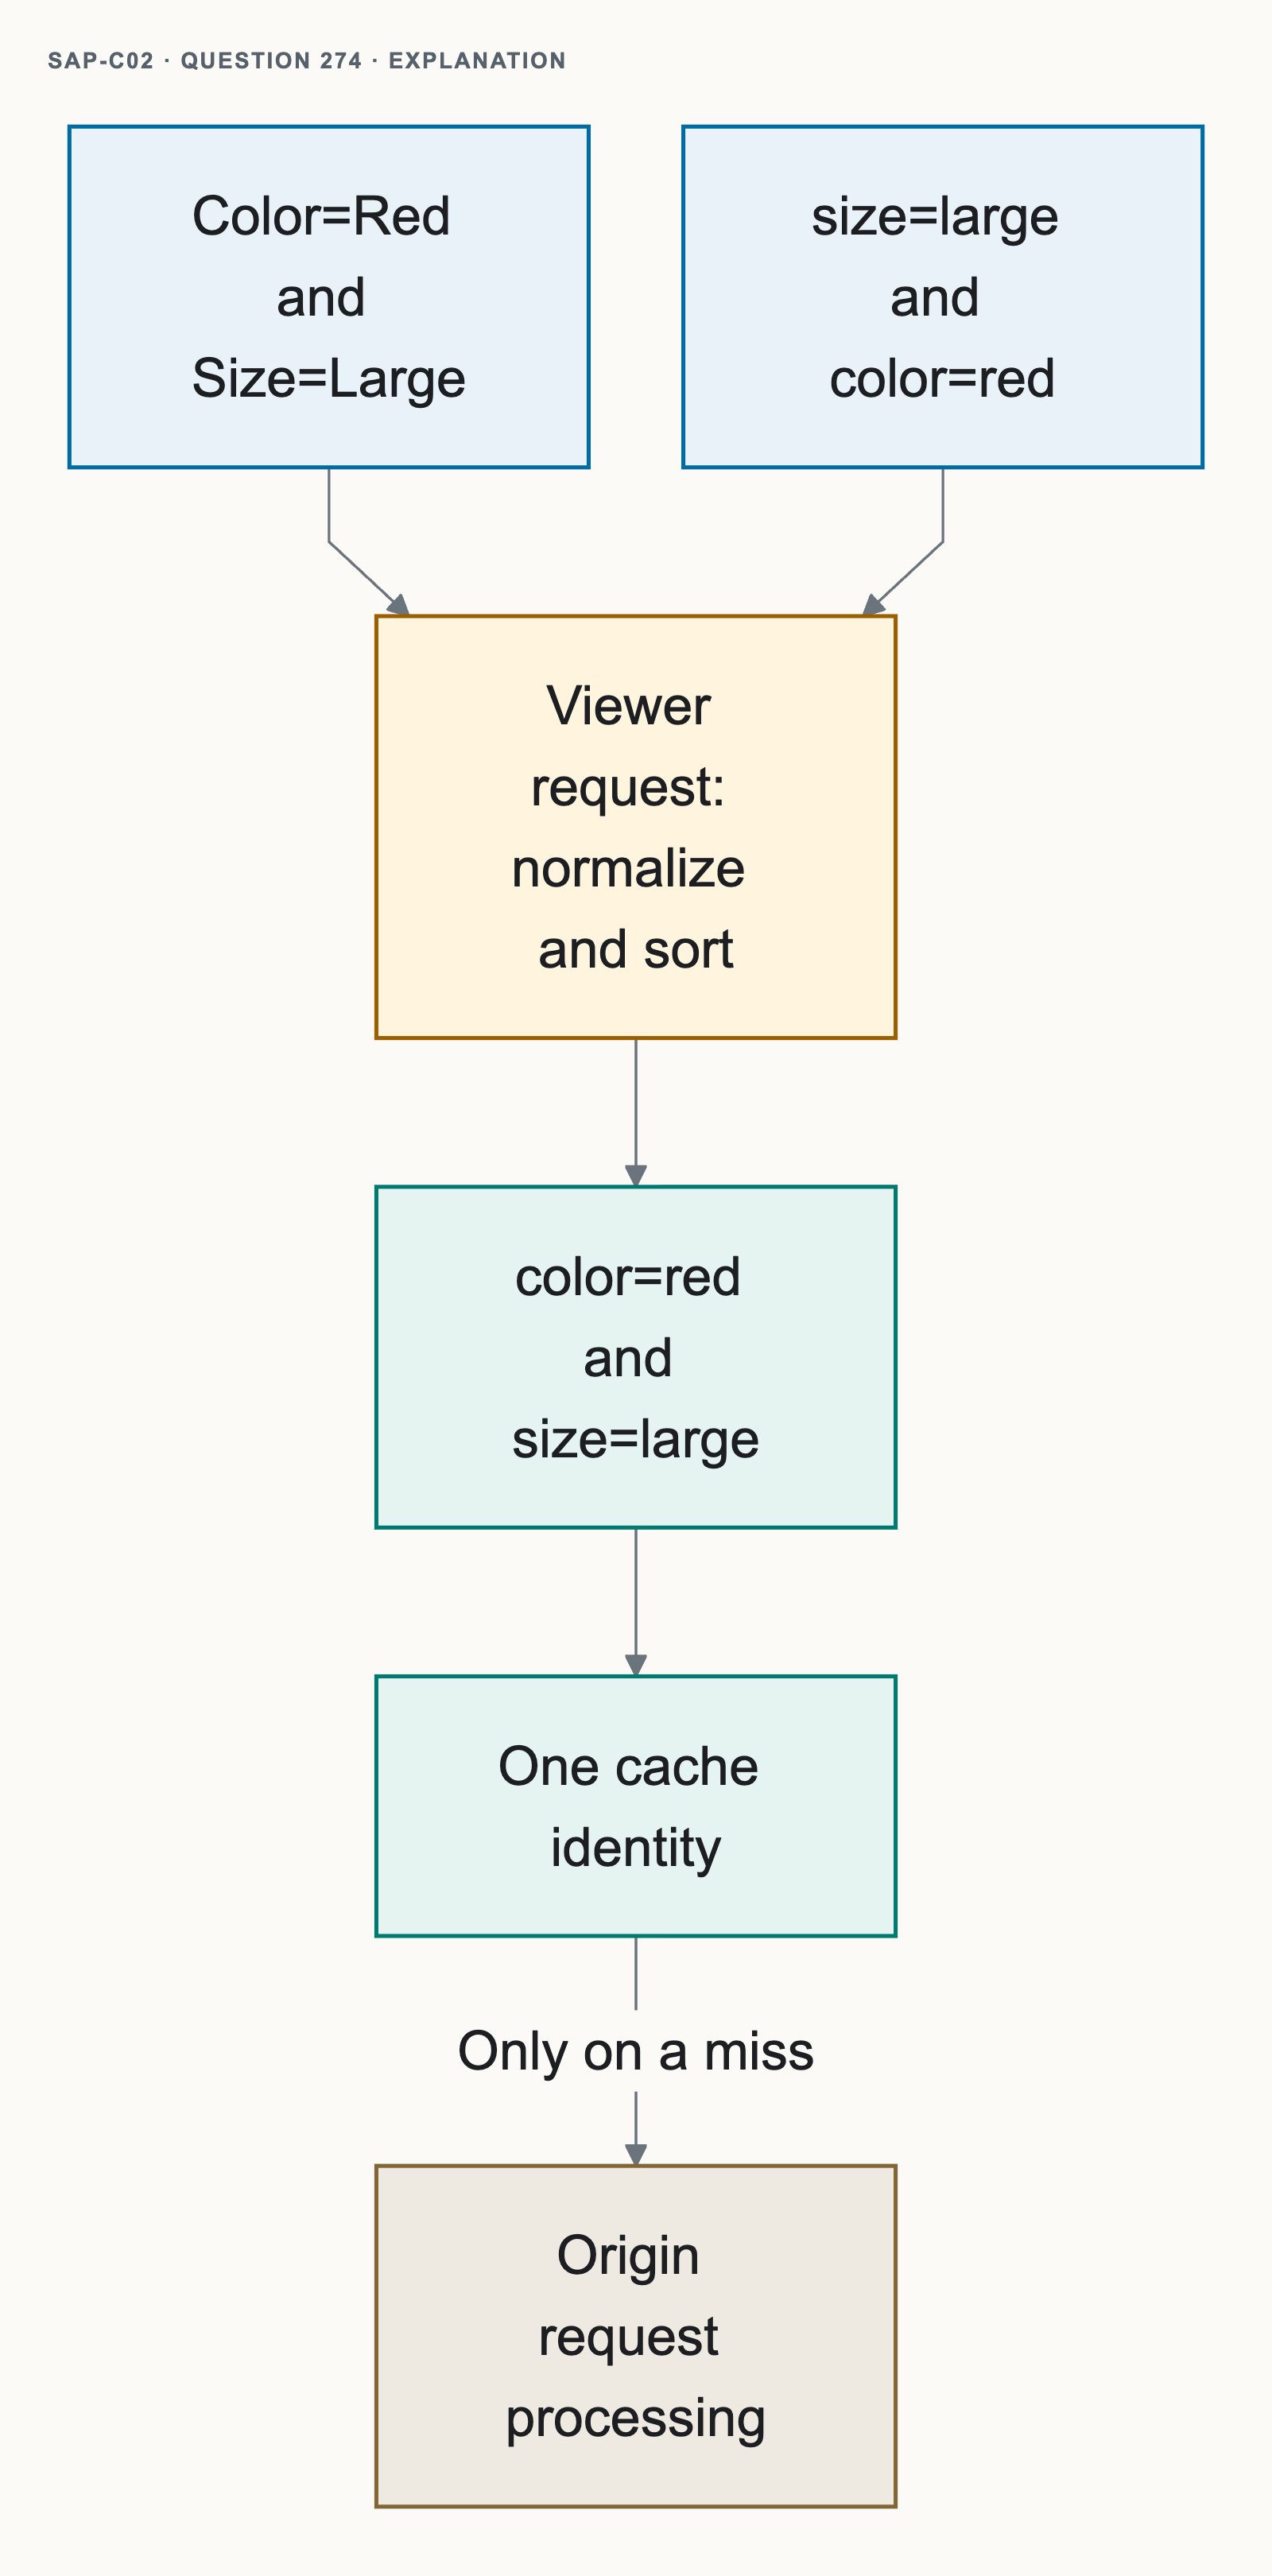 SAP-C02 · QUESTION 274 · EXPLANATION
Color=Red
and
Size=Large
size=large
and
color=red
Viewer
request:
normalize
and sort
color=red
and
size=large
One cache
identity
Only on a miss
Origin
request
processing